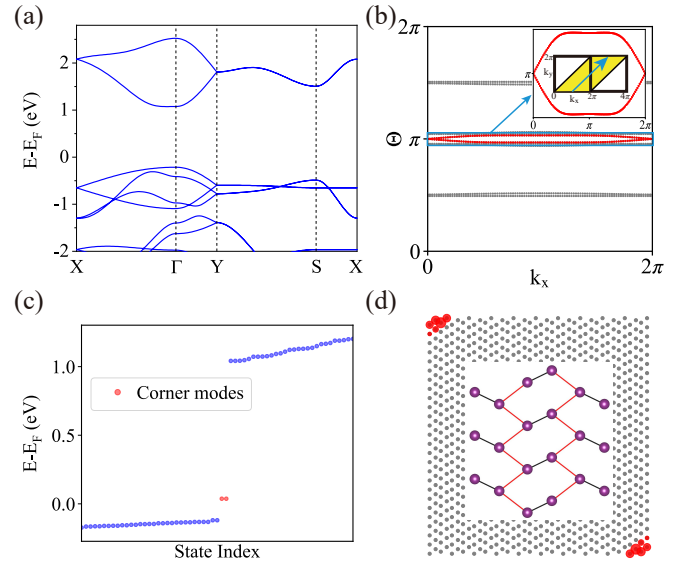 (a)
2
1
0
-1
-2
E-E_F (eV)
X Γ Y S X
(b)
2π
π
0
Θ
0 2π
k_x
π
0 π 2π
2π
k_y
0 2π 4π
k_x
(c)
1.0
0.5
0.0
E-E_F (eV)
Corner modes
State Index
(d)